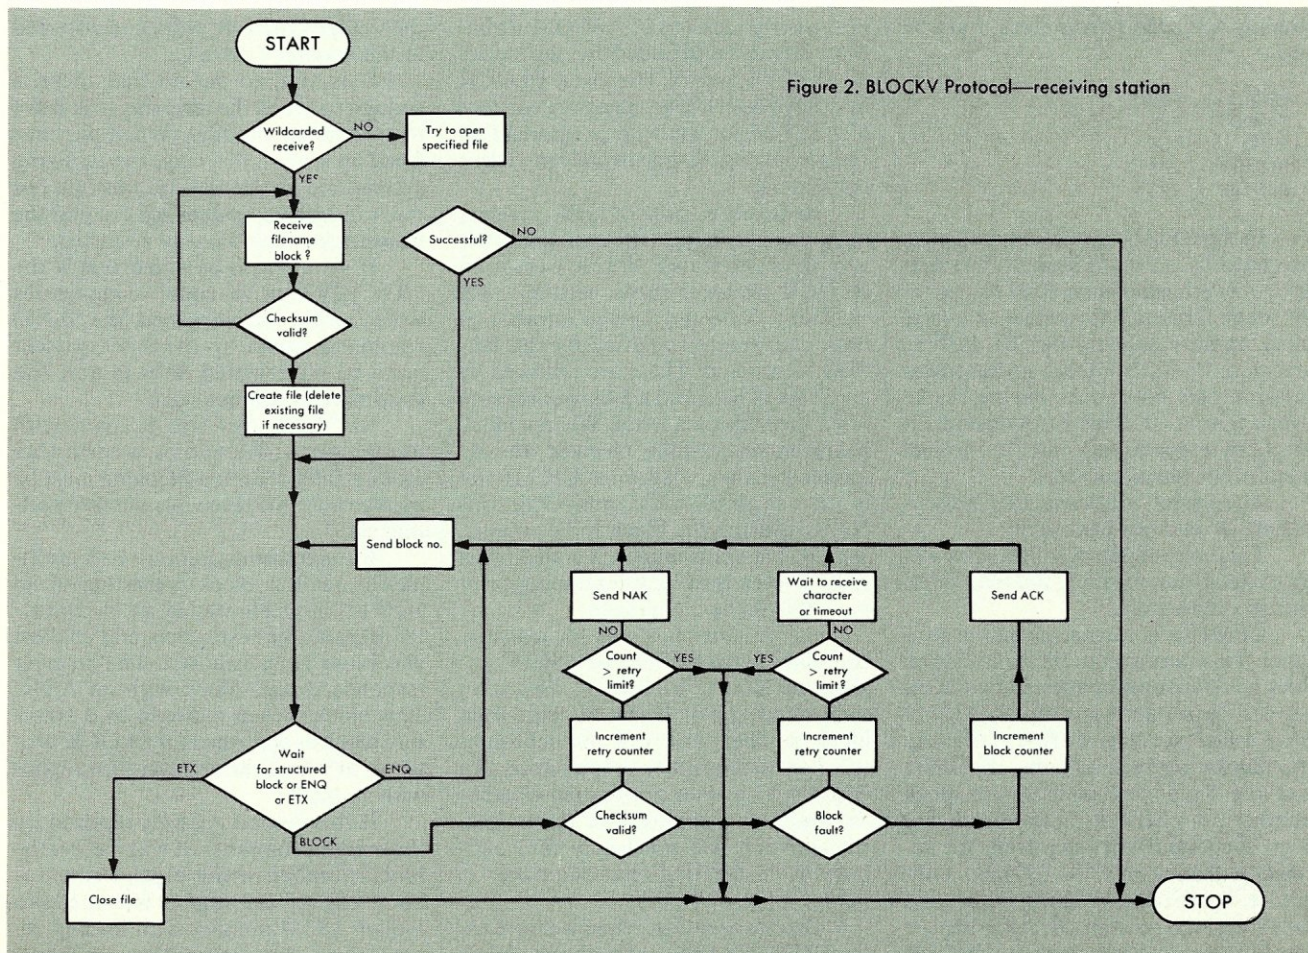 START
Figure 2. BLOCKV Protocol—receiving station
Wildcarded
receive?
NO
Try to open
specified file
YES
Receive
filename
block ?
Successful?
NO
YES
Checksum
valid?
Create file (delete
existing file
if necessary)
Send block no.
Send NAK
Wait to receive
character
or timeout
Send ACK
NO
NO
Count
> retry
limit?
YES
YES
Count
> retry
limit?
Increment
retry counter
Increment
retry counter
Increment
block counter
ETX
Wait
for structured
block or ENQ
or ETX
ENQ
BLOCK
Checksum
valid?
Block
fault?
Close file
STOP